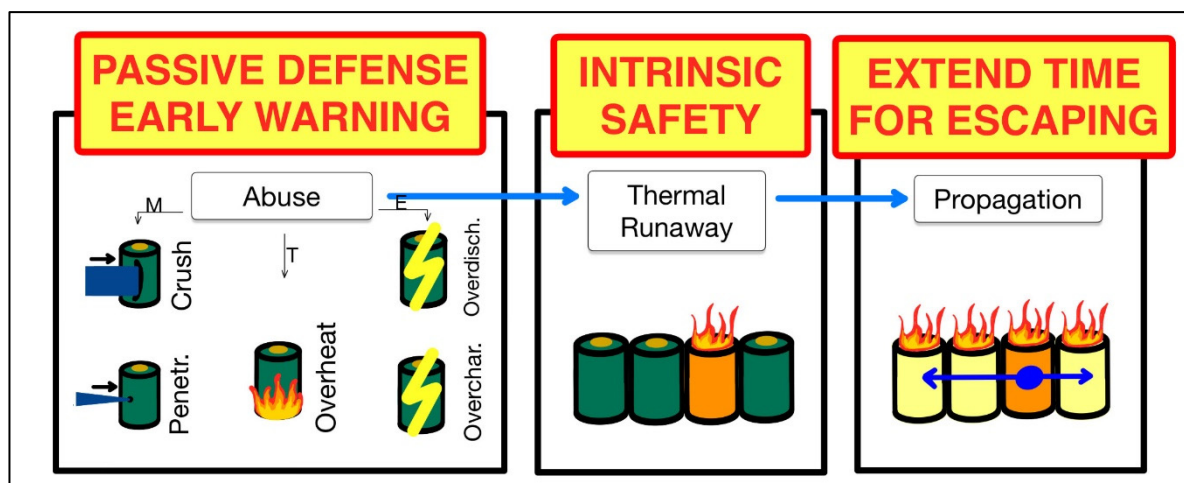 PASSIVE DEFENSE
EARLY WARNING
INTRINSIC
SAFETY
EXTEND TIME
FOR ESCAPING
Abuse
M
E
T
Crush
Penetr.
Overheat
Overdisch.
Overchar.
Thermal
Runaway
Propagation